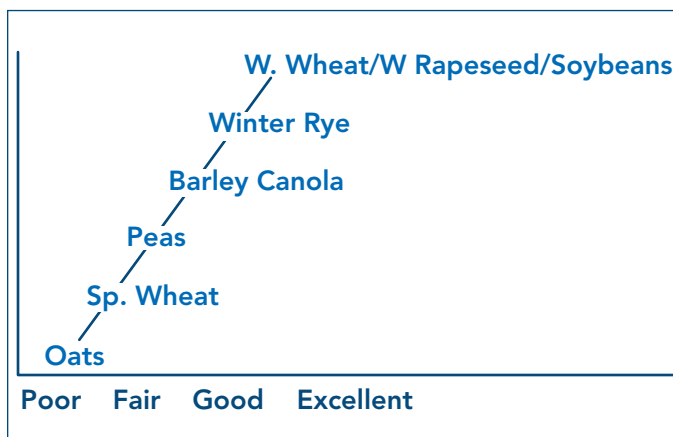 W. Wheat/W Rapeseed/Soybeans
Winter Rye
Barley Canola
Peas
Sp. Wheat
Oats
Poor Fair Good Excellent